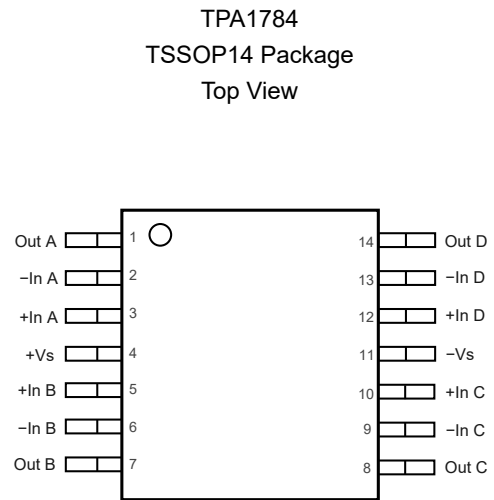 TPA1784
TSSOP14 Package
Top View
Out A 1 14 Out D
−In A 2 13 −In D
+In A 3 12 +In D
+Vs 4 11 −Vs
+In B 5 10 +In C
−In B 6 9 −In C
Out B 7 8 Out C